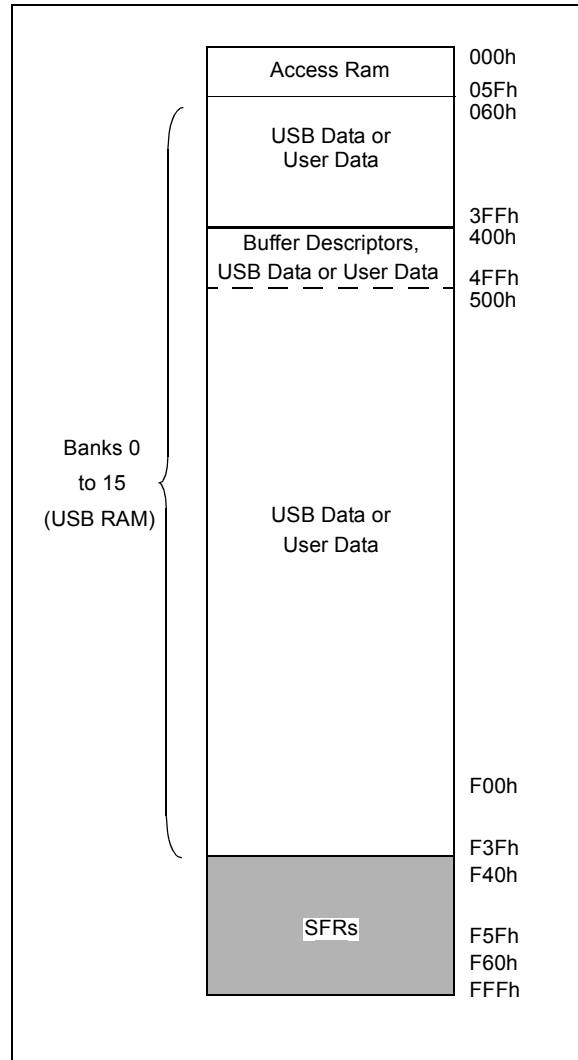 Access Ram
000h
05Fh
060h
USB Data or
User Data
3FFh
400h
Buffer Descriptors,
USB Data or User Data
4FFh
500h
Banks 0
to 15
(USB RAM)
USB Data or
User Data
F00h
F3Fh
F40h
SFRs
F5Fh
F60h
FFFh